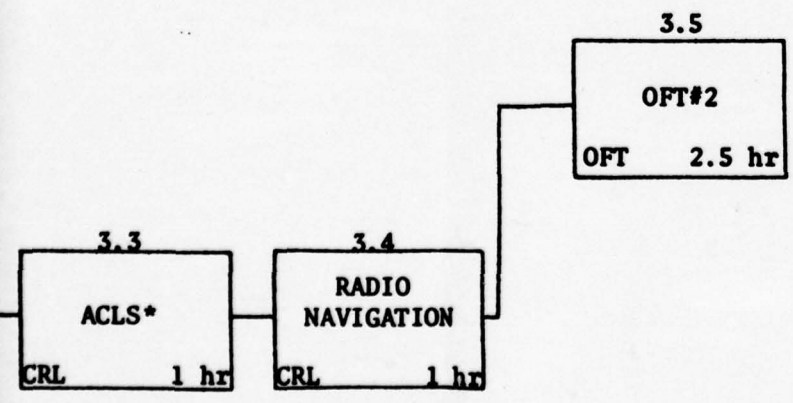 3.5
OFT#2
OFT 2.5 hr
3.3
ACLS*
CRL 1 hr
3.4
RADIO
NAVIGATION
CRL 1 hr